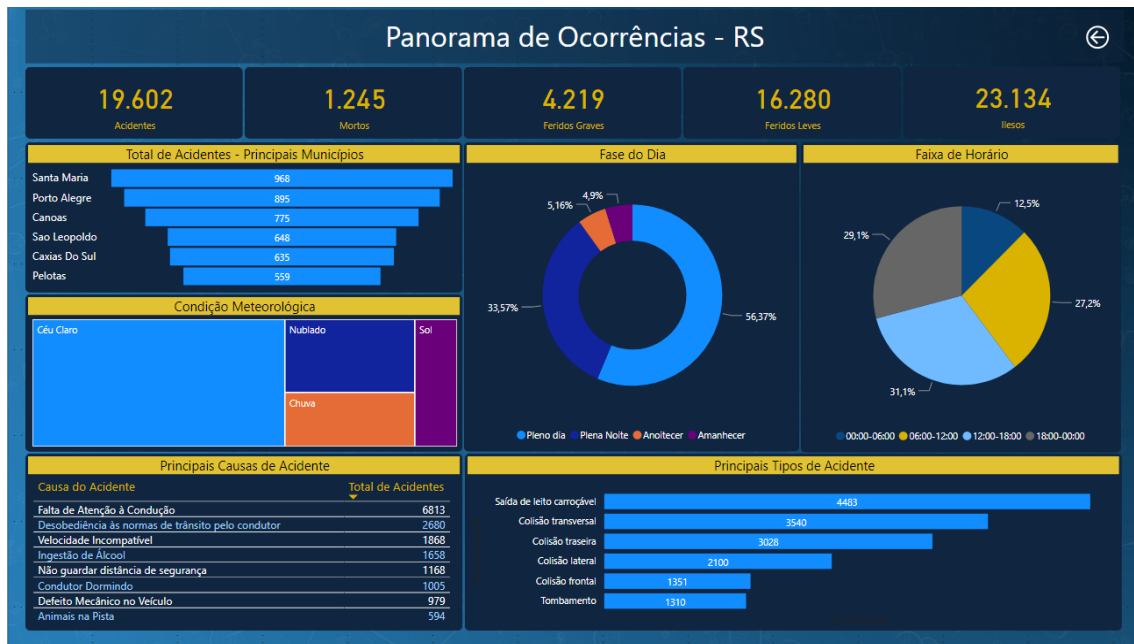 Panorama de Ocorrências - RS
19.602
Acidentes
1.245
Mortos
4.219
Feridos Graves
16.280
Feridos Leves
23.134
Ilesos
Total de Acidentes - Principais Municípios
Santa Maria 968
Porto Alegre 895
Canoas 775
Sao Leopoldo 648
Caxias Do Sul 635
Pelotas 559
Condição Meteorológica
Céu Claro
Nublado
Sol
Chuva
Fase do Dia
4,9%
5,16%
33,57%
56,37%
Pleno dia Plena Noite Anoitecer Amanhecer
Faixa de Horário
12,5%
29,1%
27,2%
31,1%
00:00-06:00 06:00-12:00 12:00-18:00 18:00-00:00
Principais Causas de Acidente
Causa do Acidente Total de Acidentes
Falta de Atenção à Condução 6813
Desobediência às normas de trânsito pelo condutor 2680
Velocidade Incompatível 1868
Ingestão de Álcool 1658
Não guardar distância de segurança 1168
Condutor Dormindo 1005
Defeito Mecânico no Veículo 979
Animais na Pista 594
Principais Tipos de Acidente
Saída de leito carroçável 4483
Colisão transversal 3540
Colisão traseira 3028
Colisão lateral 2100
Colisão frontal 1351
Tombamento 1310